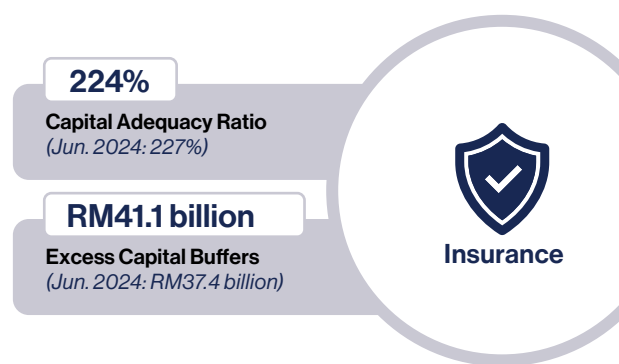 224%
Capital Adequacy Ratio
(Jun. 2024: 227%)
RM41.1 billion
Excess Capital Buffers
(Jun. 2024: RM37.4 billion)
Insurance